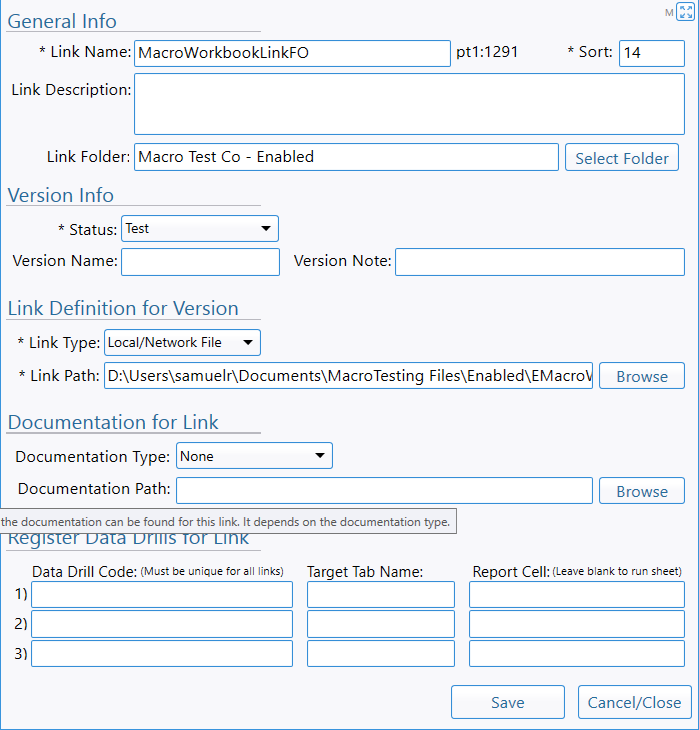 General Info
M
* Link Name: MacroWorkbookLinkFO pt1:1291 * Sort: 14
Link Description:
Link Folder: Macro Test Co - Enabled Select Folder
Version Info
* Status: Test
Version Name: Version Note:
Link Definition for Version
* Link Type: Local/Network File
* Link Path: D:\Users\samuelr\Documents\MacroTesting Files\Enabled\EMacroW Browse
Documentation for Link
Documentation Type: None
Documentation Path: Browse
the documentation can be found for this link. It depends on the documentation type.
Register Data Drills for Link
Data Drill Code: (Must be unique for all links) Target Tab Name: Report Cell: (Leave blank to run sheet)
1)
2)
3)
Save Cancel/Close